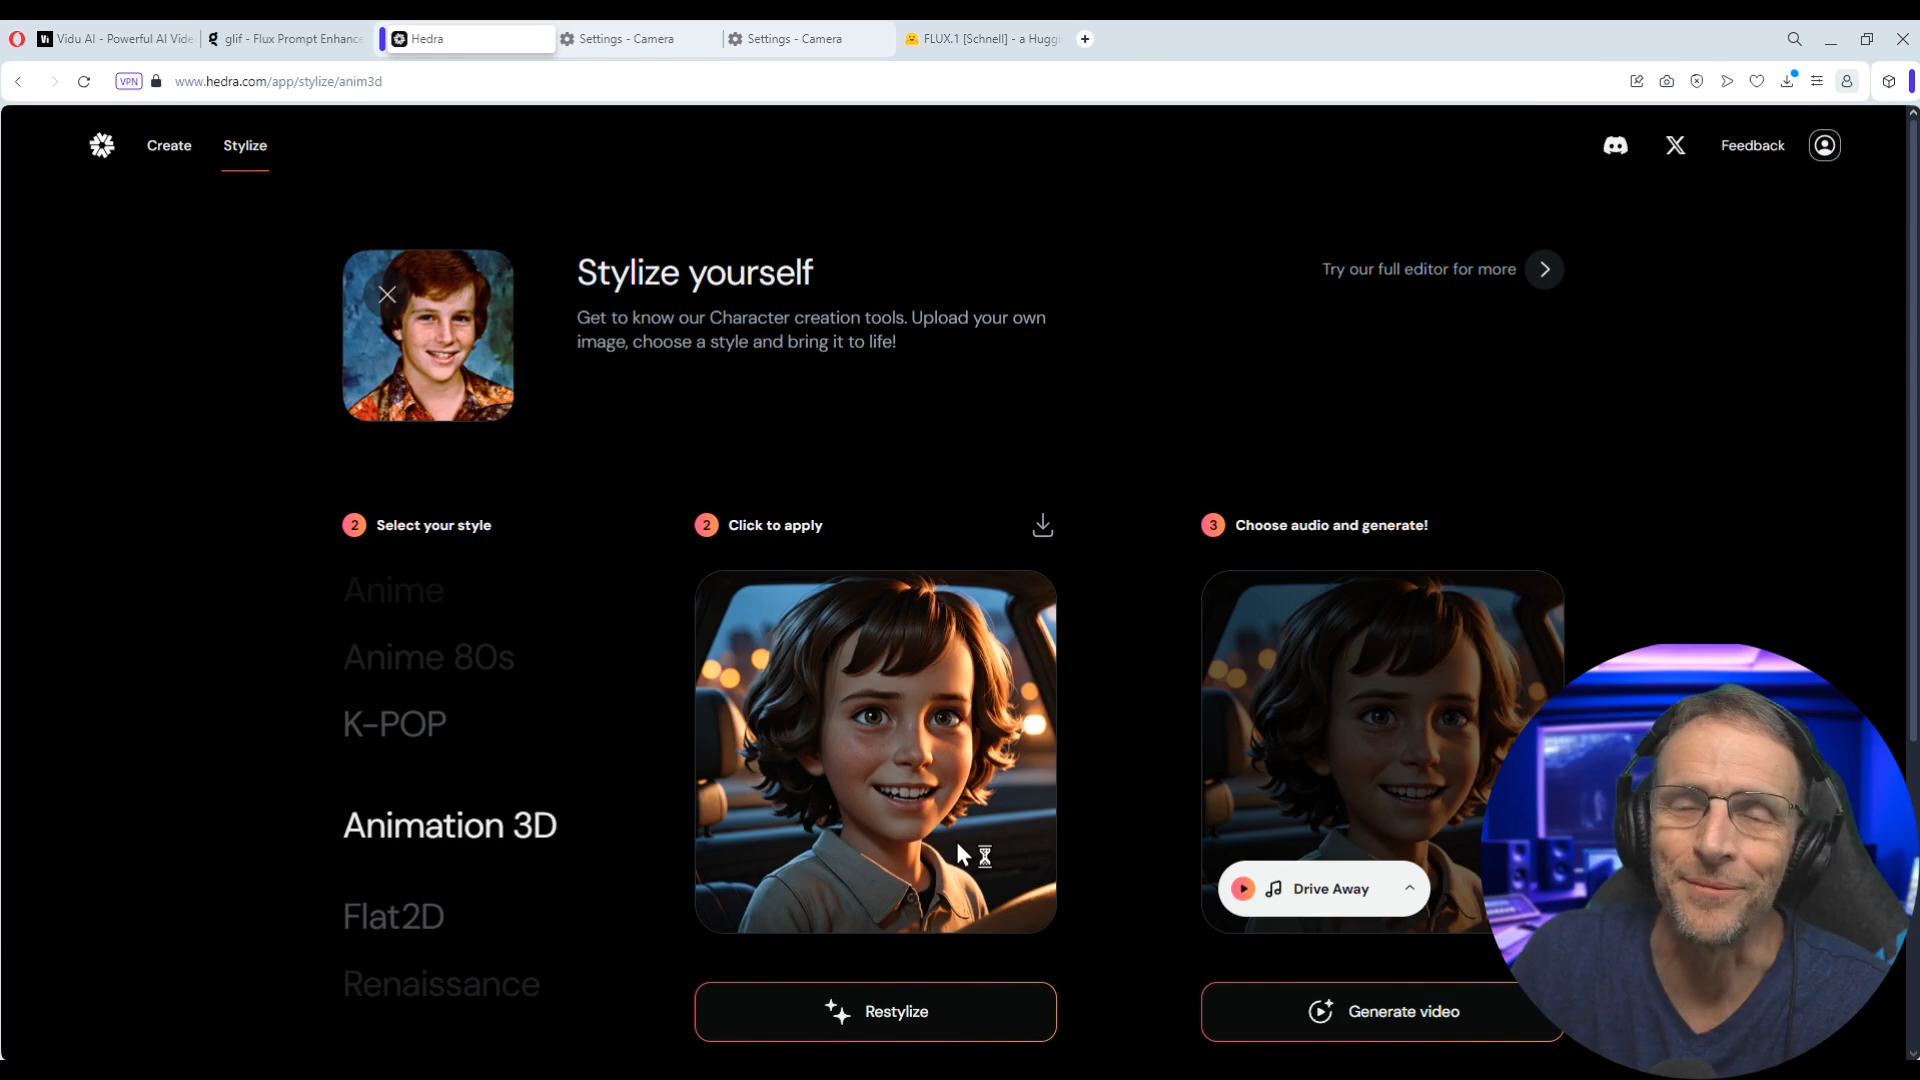 Vidu AI - Powerful AI Vide
glif - Flux Prompt Enhance
Hedra
Settings - Camera
Settings - Camera
FLUX.1 [Schnell] - a Huggi
VPN
www.hedra.com/app/stylize/anim3d
Create
Stylize
Feedback
Stylize yourself
Get to know our Character creation tools. Upload your own
image, choose a style and bring it to life!
Try our full editor for more
2 Select your style
Anime
Anime 80s
K-POP
Animation 3D
Flat2D
Renaissance
2 Click to apply
Restylize
3 Choose audio and generate!
Drive Away
Generate video